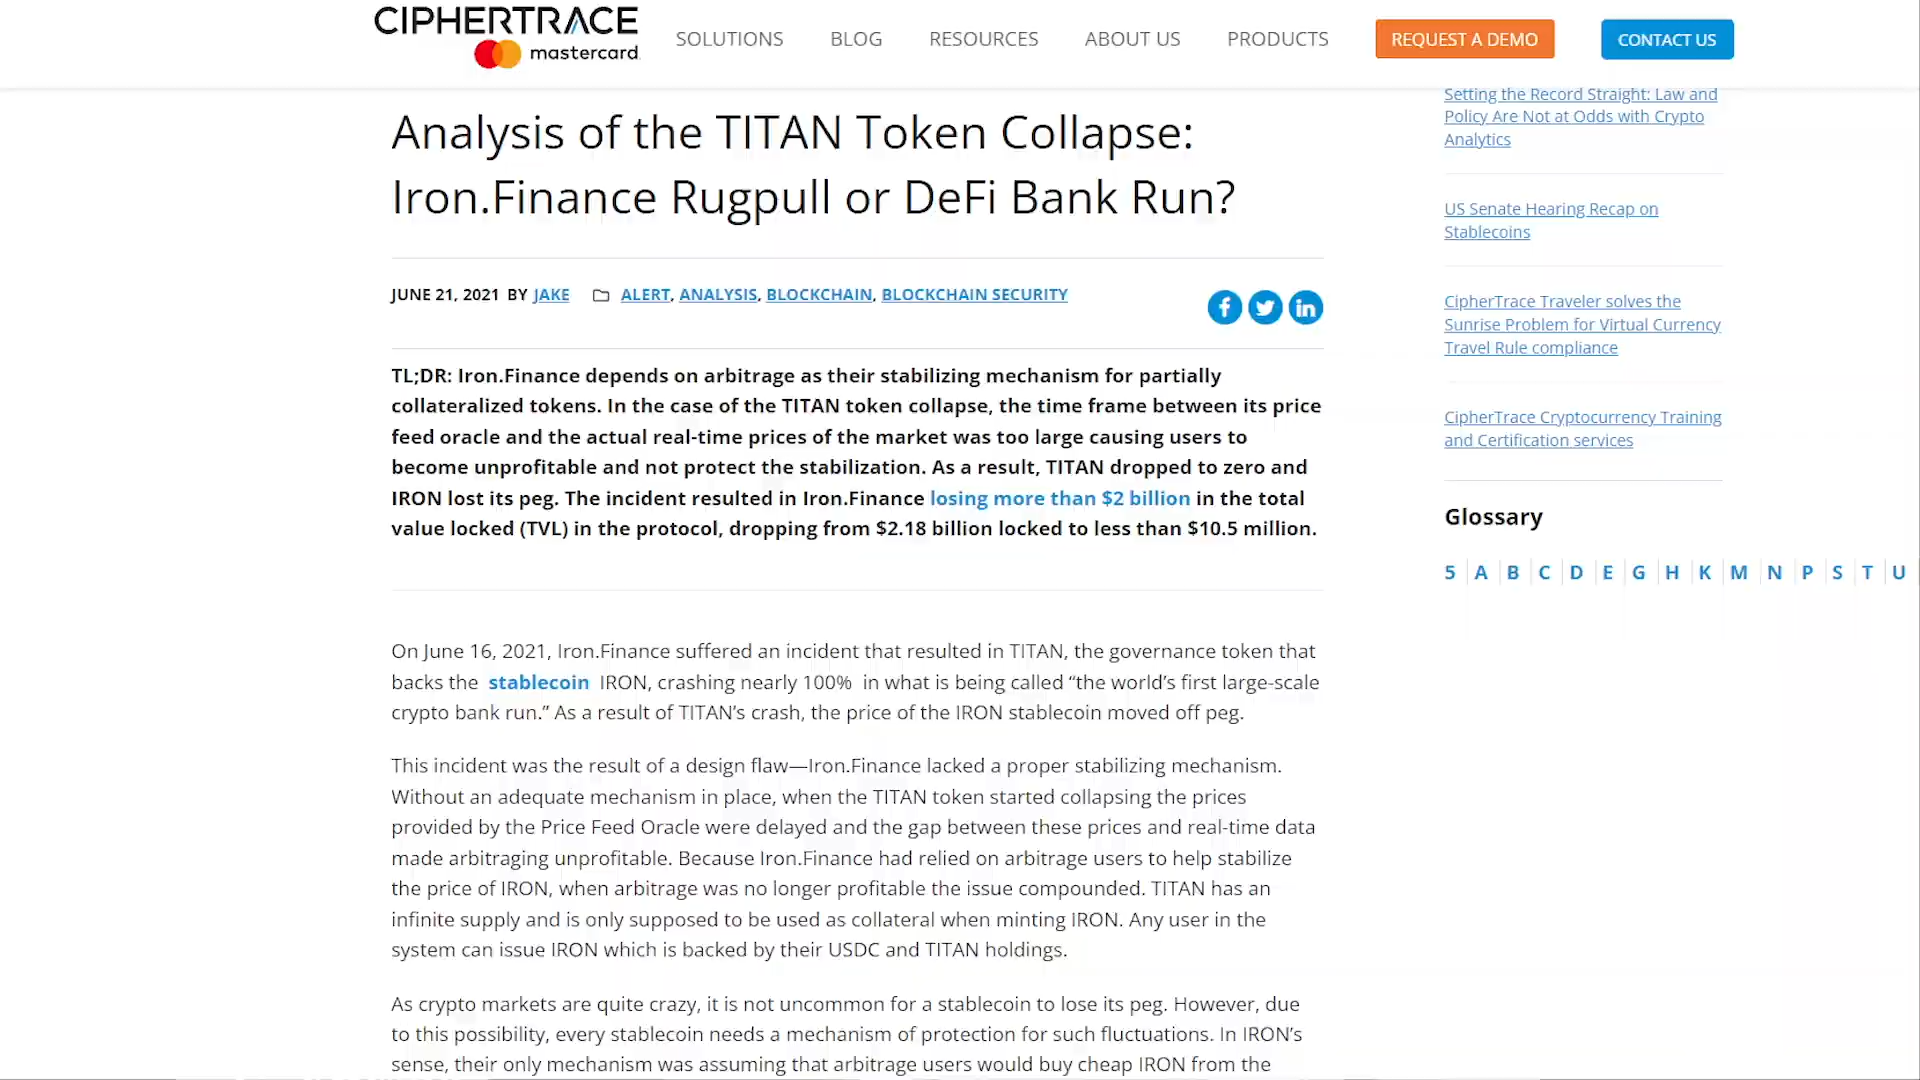 CIPHERTRACE
mastercard
SOLUTIONS
BLOG
RESOURCES
ABOUT US
PRODUCTS
REQUEST A DEMO
CONTACT US
Analysis of the TITAN Token Collapse:
Iron.Finance Rugpull or DeFi Bank Run?
JUNE 21, 2021 BY JAKE ALERT, ANALYSIS, BLOCKCHAIN, BLOCKCHAIN SECURITY
TL;DR: Iron.Finance depends on arbitrage as their stabilizing mechanism for partially
collateralized tokens. In the case of the TITAN token collapse, the time frame between its price
feed oracle and the actual real-time prices of the market was too large causing users to
become unprofitable and not protect the stabilization. As a result, TITAN dropped to zero and
IRON lost its peg. The incident resulted in Iron.Finance losing more than $2 billion in the total
value locked (TVL) in the protocol, dropping from $2.18 billion locked to less than $10.5 million.
On June 16, 2021, Iron.Finance suffered an incident that resulted in TITAN, the governance token that
backs the stablecoin IRON, crashing nearly 100% in what is being called “the world’s first large-scale
crypto bank run.” As a result of TITAN’s crash, the price of the IRON stablecoin moved off peg.
This incident was the result of a design flaw—Iron.Finance lacked a proper stabilizing mechanism.
Without an adequate mechanism in place, when the TITAN token started collapsing the prices
provided by the Price Feed Oracle were delayed and the gap between these prices and real-time data
made arbitraging unprofitable. Because Iron.Finance had relied on arbitrage users to help stabilize
the price of IRON, when arbitrage was no longer profitable the issue compounded. TITAN has an
infinite supply and is only supposed to be used as collateral when minting IRON. Any user in the
system can issue IRON which is backed by their USDC and TITAN holdings.
As crypto markets are quite crazy, it is not uncommon for a stablecoin to lose its peg. However, due
to this possibility, every stablecoin needs a mechanism of protection for such fluctuations. In IRON’s
sense, their only mechanism was assuming that arbitrage users would buy cheap IRON from the
Setting the Record Straight: Law and
Policy Are Not at Odds with Crypto
Analytics
US Senate Hearing Recap on
Stablecoins
CipherTrace Traveler solves the
Sunrise Problem for Virtual Currency
Travel Rule compliance
CipherTrace Cryptocurrency Training
and Certification services
Glossary
5 A B C D E G H K M N P S T U